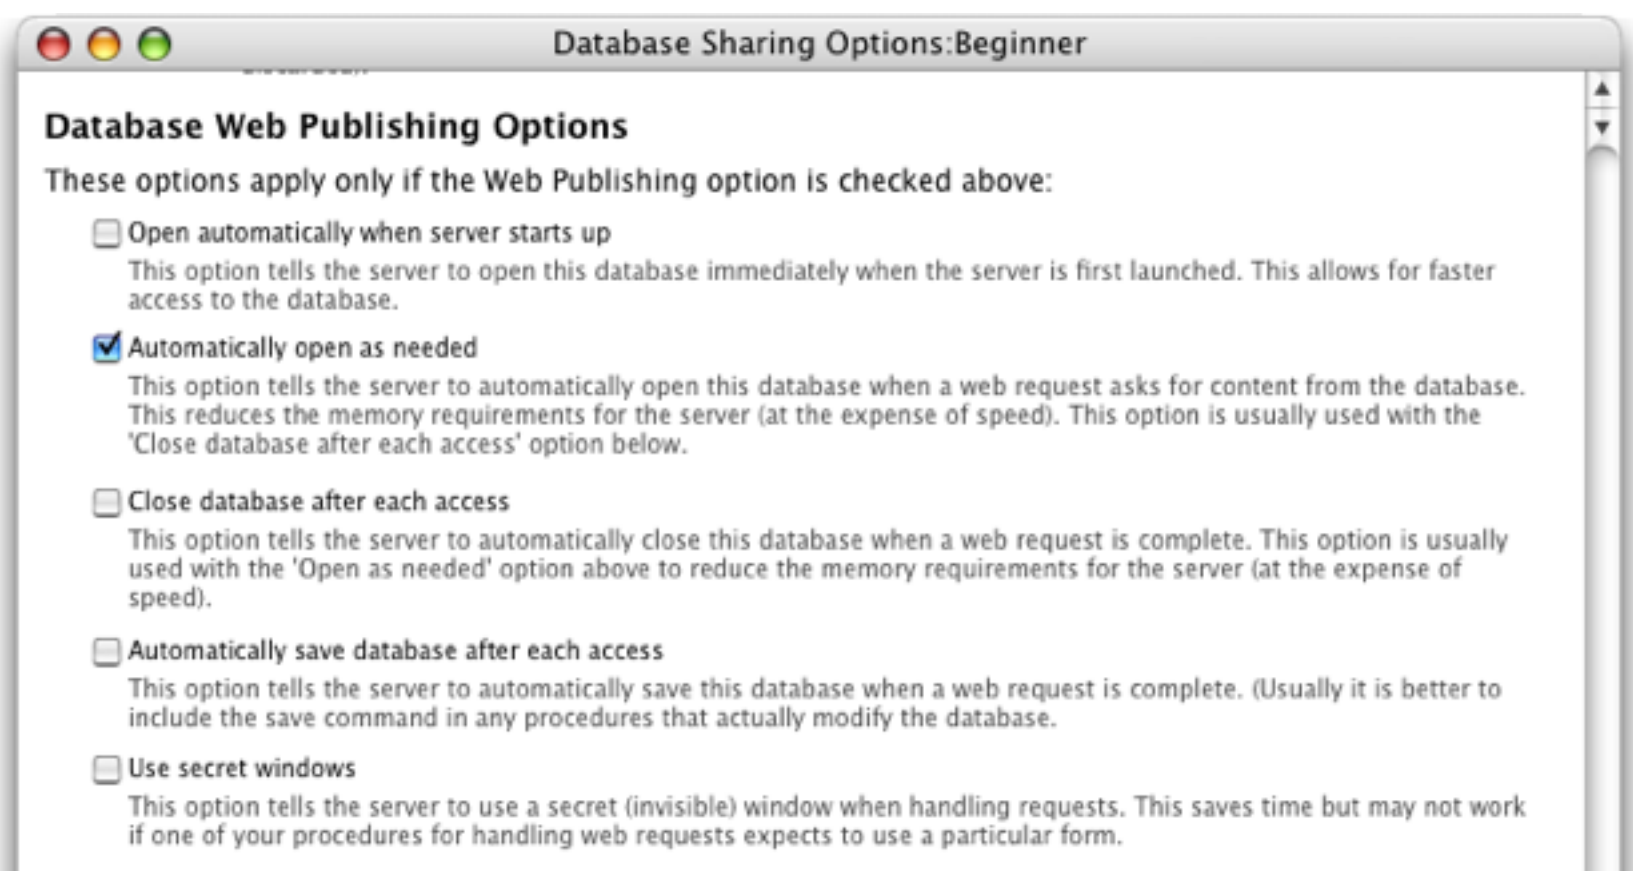 Database Sharing Options:Beginner
Database Web Publishing Options
These options apply only if the Web Publishing option is checked above:
Open automatically when server starts up
This option tells the server to open this database immediately when the server is first launched. This allows for faster
access to the database.
Automatically open as needed
This option tells the server to automatically open this database when a web request asks for content from the database.
This reduces the memory requirements for the server (at the expense of speed). This option is usually used with the
'Close database after each access' option below.
Close database after each access
This option tells the server to automatically close this database when a web request is complete. This option is usually
used with the 'Open as needed' option above to reduce the memory requirements for the server (at the expense of
speed).
Automatically save database after each access
This option tells the server to automatically save this database when a web request is complete. (Usually it is better to
include the save command in any procedures that actually modify the database.
Use secret windows
This option tells the server to use a secret (invisible) window when handling requests. This saves time but may not work
if one of your procedures for handling web requests expects to use a particular form.